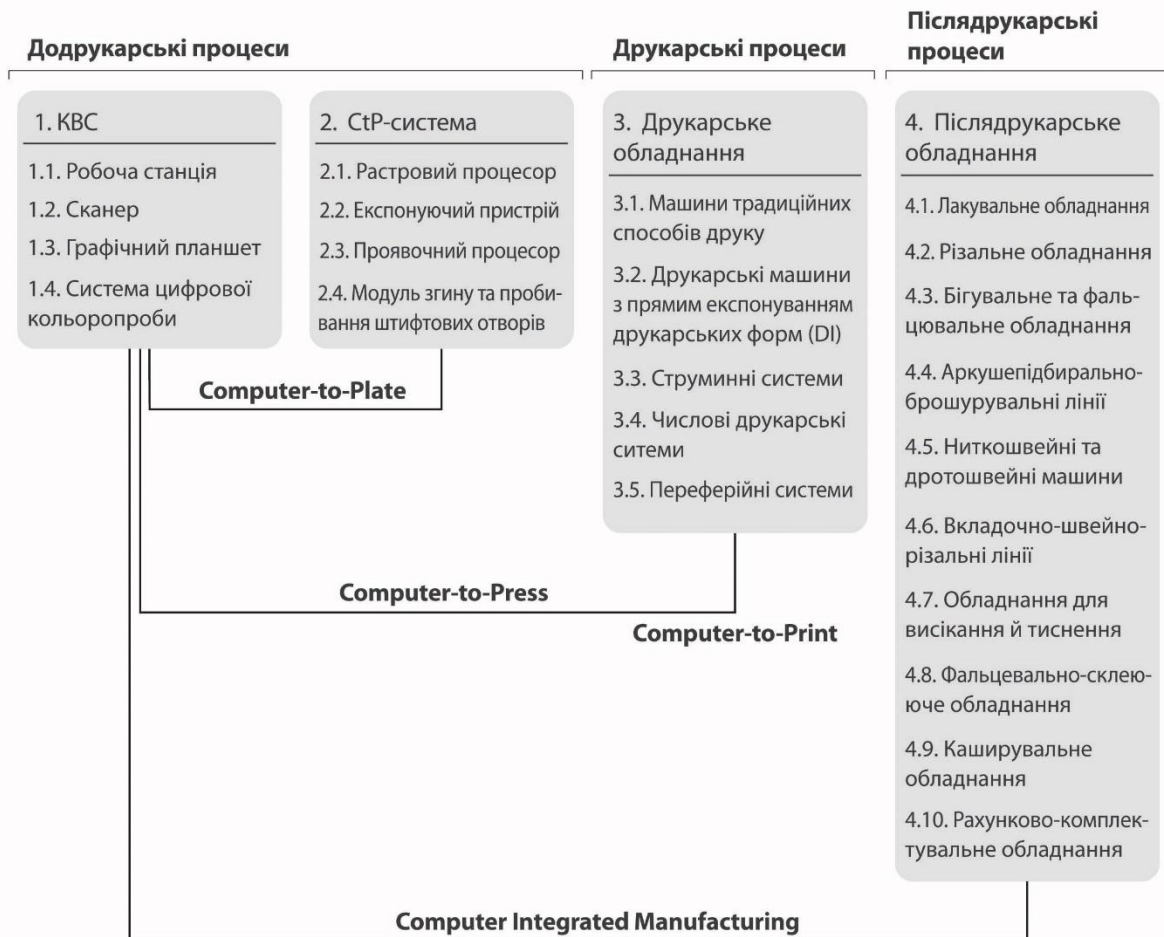 Додрукарські процеси
Друкарські процеси
Післядрукарські
процеси
1. КВС
1.1. Робоча станція
1.2. Сканер
1.3. Графічний планшет
1.4. Система цифрової
кольоропроби
2. CtP-система
2.1. Растровий процесор
2.2. Експонуючий пристрій
2.3. Проявочний процесор
2.4. Модуль згину та проби-
вання штифтових отворів
3. Друкарське
обладнання
3.1. Машини традиційних
способів друку
3.2. Друкарські машини
з прямим експонуванням
друкарських форм (DI)
3.3. Струминні системи
3.4. Числові друкарські
ситеми
3.5. Переферійні системи
4. Післядрукарське
обладнання
4.1. Лакувальне обладнання
4.2. Різальне обладнання
4.3. Бігувальне та фаль-
цювальне обладнання
4.4. Аркушепідбирально-
брошурувальні лінії
4.5. Ниткошвейні та
дротошвейні машини
4.6. Вкладочно-швейно-
різальні лінії
4.7. Обладнання для
висікання й тиснення
4.8. Фальцевально-склею-
юче обладнання
4.9. Каширувальне
обладнання
4.10. Рахунково-комплек-
тувальне обладнання
Computer-to-Plate
Computer-to-Press
Computer-to-Print
Computer Integrated Manufacturing